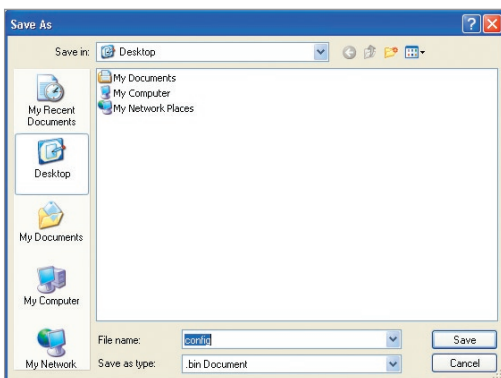 Save As
Save in:
Desktop
My Recent
Documents
Desktop
My Documents
My Computer
My Network
My Documents
My Computer
My Network Places
File name:
config
Save
Save as type:
.bin Document
Cancel